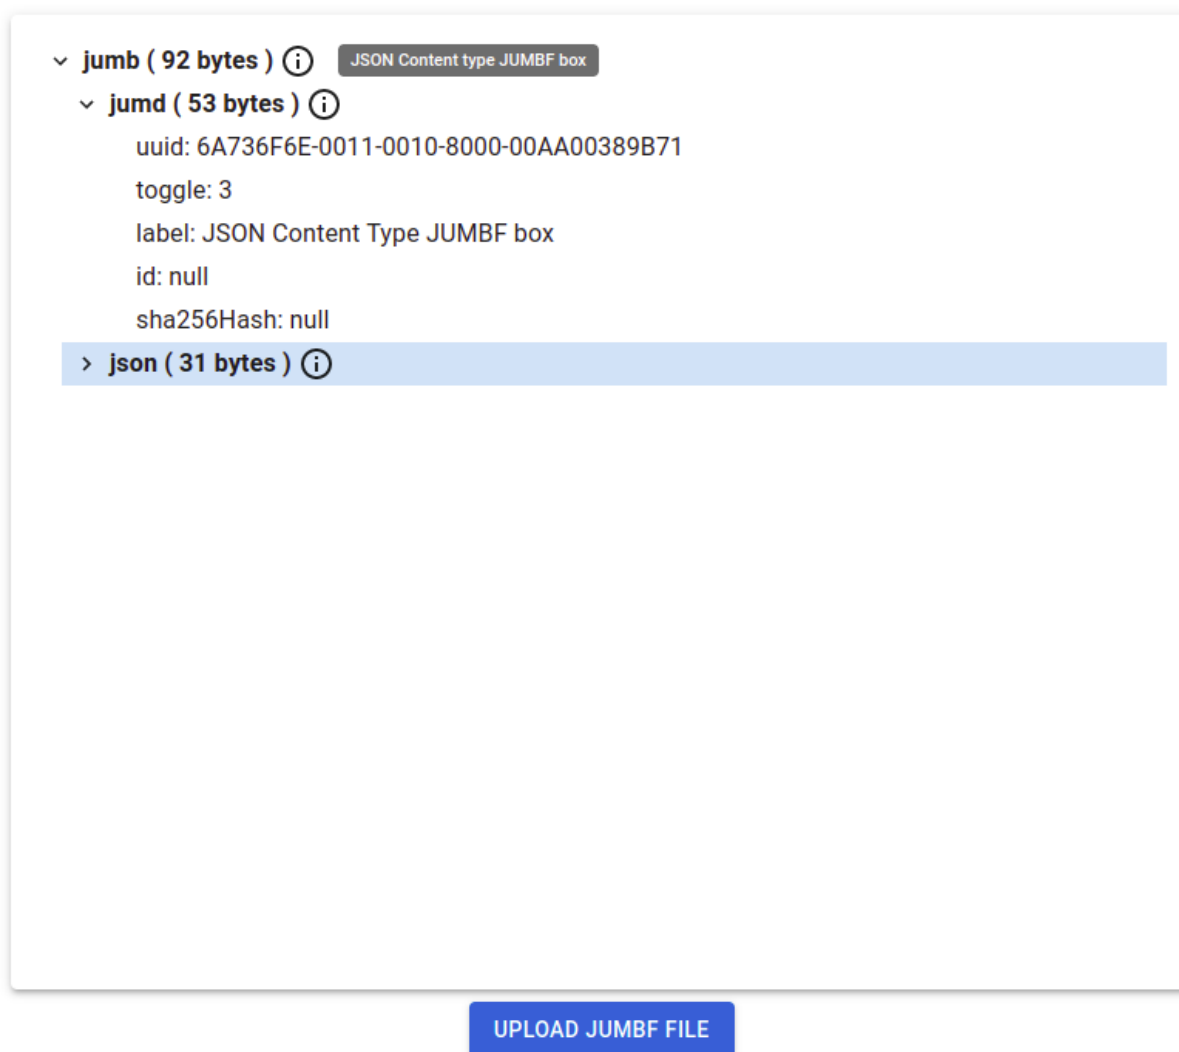 jumb ( 92 bytes ) JSON Content type JUMBF box
jumd ( 53 bytes )
uuid: 6A736F6E-0011-0010-8000-00AA00389B71
toggle: 3
label: JSON Content Type JUMBF box
id: null
sha256Hash: null
json ( 31 bytes )
UPLOAD JUMBF FILE